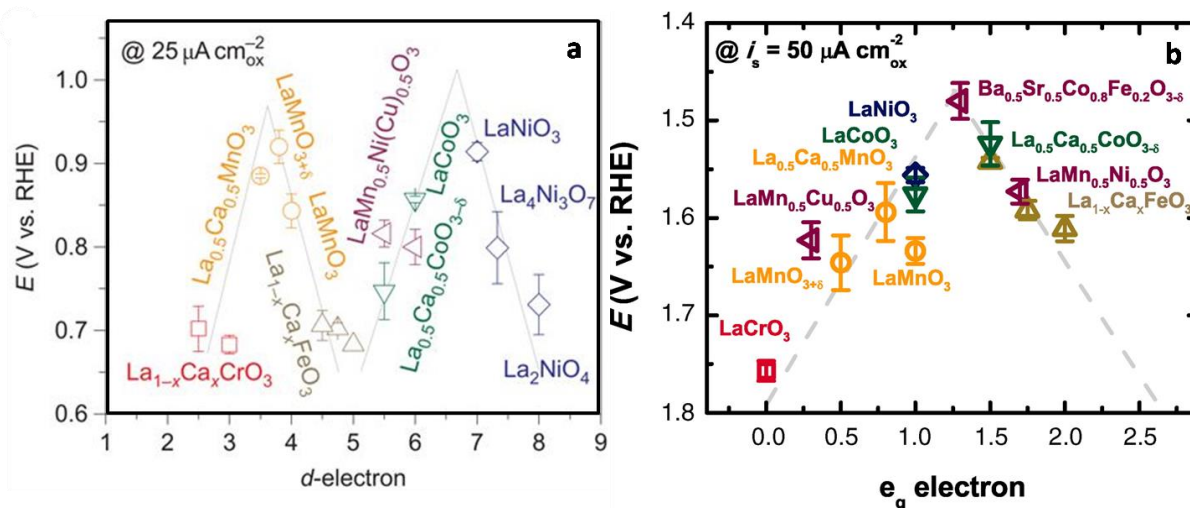 @ 25 μA cm⁻²ox
a
E (V vs. RHE)
1.0
0.9
0.8
0.7
0.6
La0.5Ca0.5MnO3
LaMnO3+δ
LaMnO3
La1–xCaxCrO3
La1–xCaxFeO3
LaMn0.5Ni(Cu)0.5O3
La0.5Ca0.5CoO3–δ
LaCoO3
LaNiO3
La4Ni3O7
La2NiO4
1 2 3 4 5 6 7 8 9
d-electron
@ is = 50 μA cm⁻²ox
b
E (V vs. RHE)
1.4
1.5
1.6
1.7
1.8
Ba0.5Sr0.5Co0.8Fe0.2O3-δ
LaNiO3
LaCoO3
La0.5Ca0.5CoO3-δ
La0.5Ca0.5MnO3
LaMn0.5Ni0.5O3
LaMn0.5Cu0.5O3
La1-xCaxFeO3
LaMnO3+δ
LaMnO3
LaCrO3
0.0 0.5 1.0 1.5 2.0 2.5
eg electron